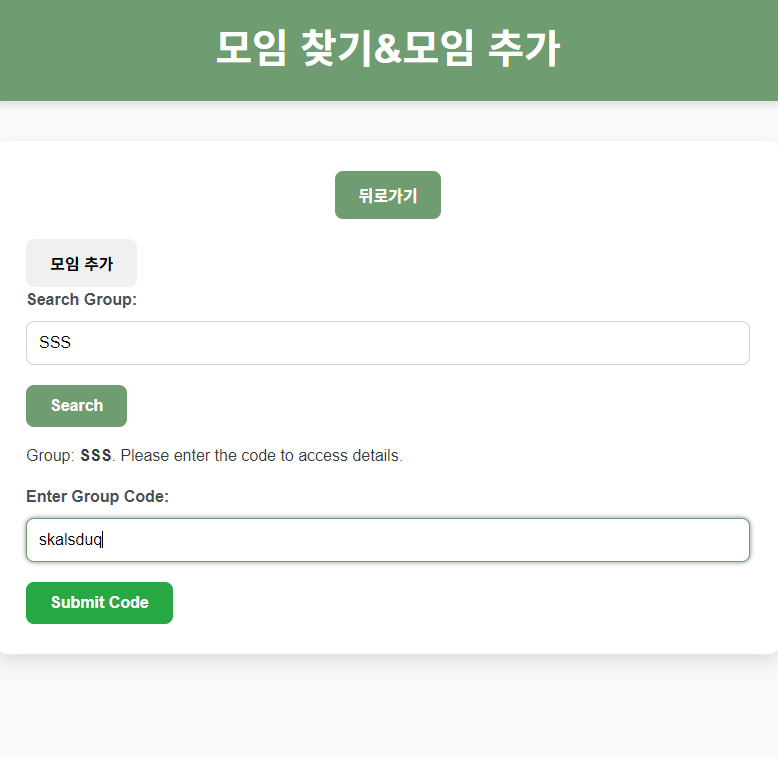 모임 찾기&모임 추가
뒤로가기
모임 추가
Search Group:
SSS
Search
Group: SSS. Please enter the code to access details.
Enter Group Code:
skalsduq
Submit Code